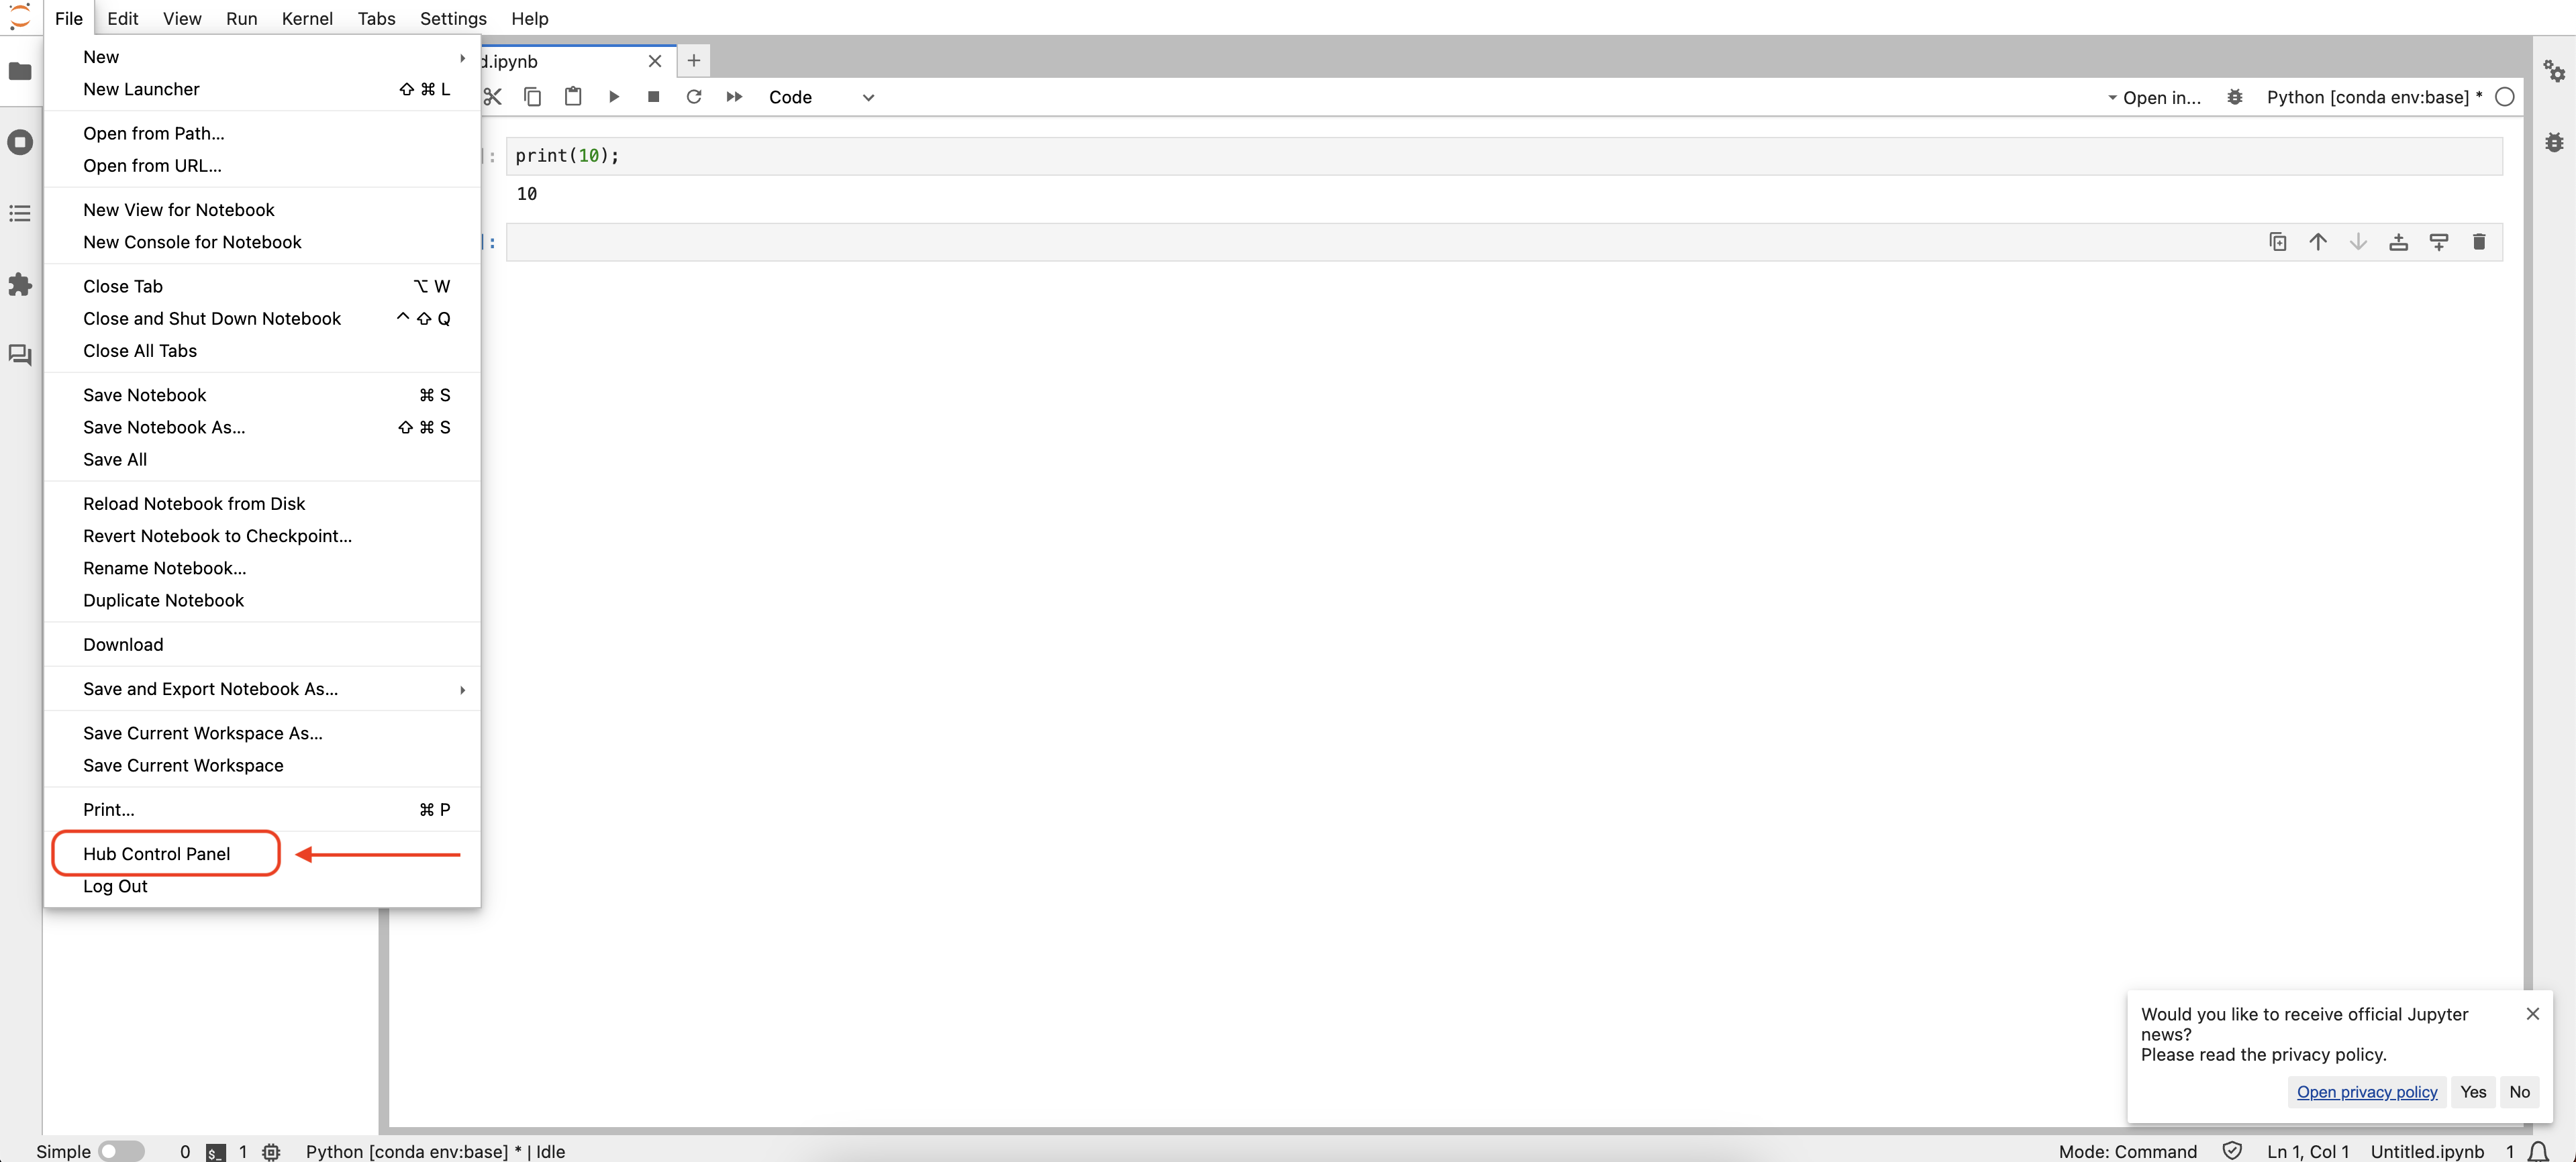 File Edit View Run Kernel Tabs Settings Help
New
New Launcher ⇧ ⌘ L
Open from Path...
Open from URL...
New View for Notebook
New Console for Notebook
Close Tab ⌥ W
Close and Shut Down Notebook ⌃ ⇧ Q
Close All Tabs
Save Notebook ⌘ S
Save Notebook As... ⇧ ⌘ S
Save All
Reload Notebook from Disk
Revert Notebook to Checkpoint...
Rename Notebook...
Duplicate Notebook
Download
Save and Export Notebook As...
Save Current Workspace As...
Save Current Workspace
Print... ⌘ P
Hub Control Panel
Log Out
d.ipynb
Code
Open in... Python [conda env:base] *
]: print(10);
10
]:
Would you like to receive official Jupyter
news?
Please read the privacy policy.
Open privacy policy Yes No
Simple 0 $_ 1 Python [conda env:base] * | Idle
Mode: Command Ln 1, Col 1 Untitled.ipynb 1